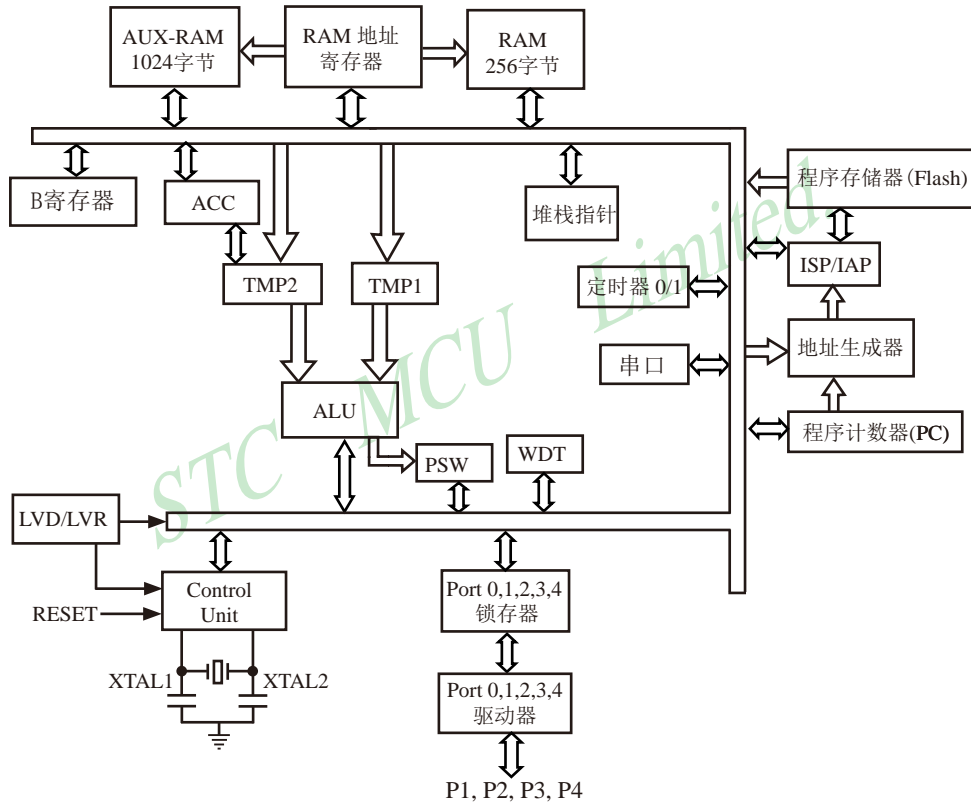 AUX-RAM
1024字节
RAM 地址
寄存器
RAM
256字节
B寄存器
ACC
堆栈指针
程序存储器(Flash)
ISP/IAP
TMP2
TMP1
定时器 0/1
地址生成器
串口
ALU
程序计数器(PC)
PSW
WDT
STC MCU Limited
LVD/LVR
Control
Unit
RESET
Port 0,1,2,3,4
锁存器
XTAL1
XTAL2
Port 0,1,2,3,4
驱动器
P1, P2, P3, P4